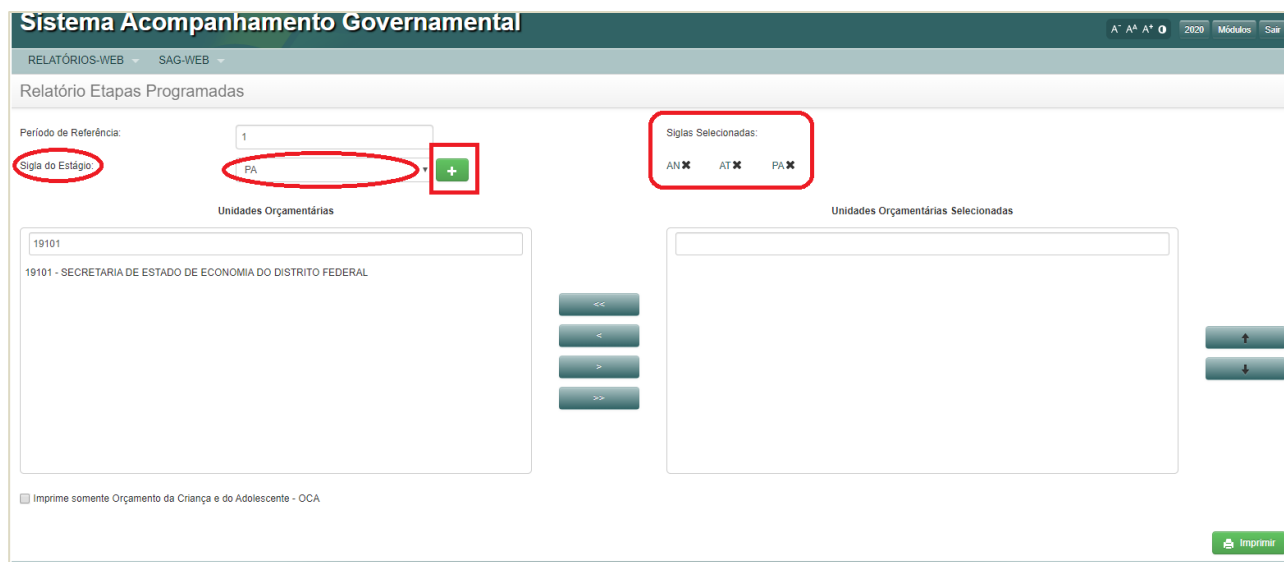 Sistema Acompanhamento Governamental
A- AA A+ 2020 Módulos Sair
RELATÓRIOS-WEB SAG-WEB
Relatório Etapas Programadas
Período de Referência: 1 Siglas Selecionadas:
Sigla do Estágio: PA + AN✖ AT✖ PA✖
Unidades Orçamentárias Unidades Orçamentárias Selecionadas
19101
19101 - SECRETARIA DE ESTADO DE ECONOMIA DO DISTRITO FEDERAL
<<
<
>
>>
Imprime somente Orçamento da Criança e do Adolescente - OCA
Imprimir